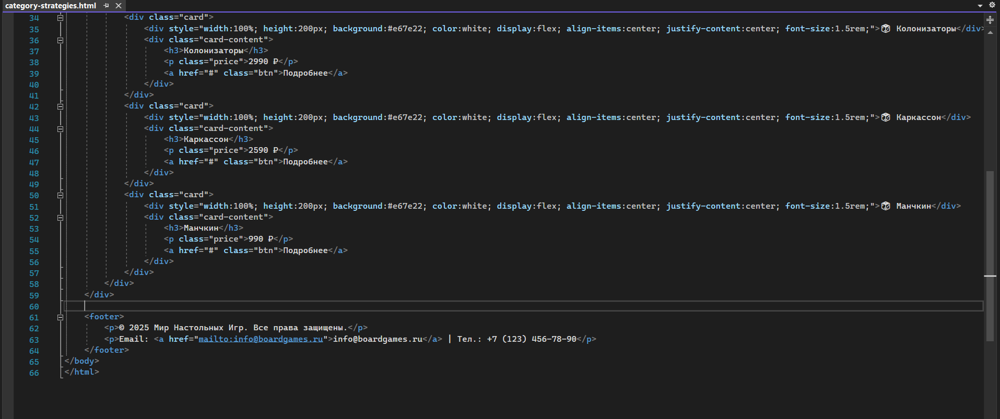 category-strategies.html
34 <div class="card">
35 <div style="width:100%; height:200px; background:#e67e22; color:white; display:flex; align-items:center; justify-content:center; font-size:1.5rem;">🎲 Колонизаторы</div>
36 <div class="card-content">
37 <h3>Колонизаторы</h3>
38 <p class="price">2990 ₽</p>
39 <a href="#" class="btn">Подробнее</a>
40 </div>
41 </div>
42 <div class="card">
43 <div style="width:100%; height:200px; background:#e67e22; color:white; display:flex; align-items:center; justify-content:center; font-size:1.5rem;">🎲 Каркассон</div>
44 <div class="card-content">
45 <h3>Каркассон</h3>
46 <p class="price">2590 ₽</p>
47 <a href="#" class="btn">Подробнее</a>
48 </div>
49 </div>
50 <div class="card">
51 <div style="width:100%; height:200px; background:#e67e22; color:white; display:flex; align-items:center; justify-content:center; font-size:1.5rem;">🎲 Манчкин</div>
52 <div class="card-content">
53 <h3>Манчкин</h3>
54 <p class="price">990 ₽</p>
55 <a href="#" class="btn">Подробнее</a>
56 </div>
57 </div>
58 </div>
59 </div>
60
61 <footer>
62 <p>© 2025 Мир Настольных Игр. Все права защищены.</p>
63 <p>Email: <a href="mailto:info@boardgames.ru">info@boardgames.ru</a> | Тел.: +7 (123) 456-78-90</p>
64 </footer>
65 </body>
66 </html>